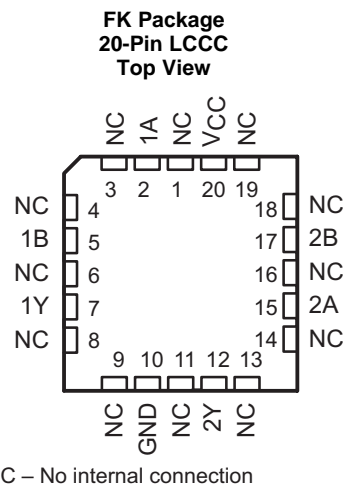 FK Package
20-Pin LCCC
Top View
NC 1A NC VCC NC
3 2 1 20 19
NC 4 18 NC
1B 5 17 2B
NC 6 16 NC
1Y 7 15 2A
NC 8 14 NC
9 10 11 12 13
NC GND NC 2Y NC
C – No internal connection